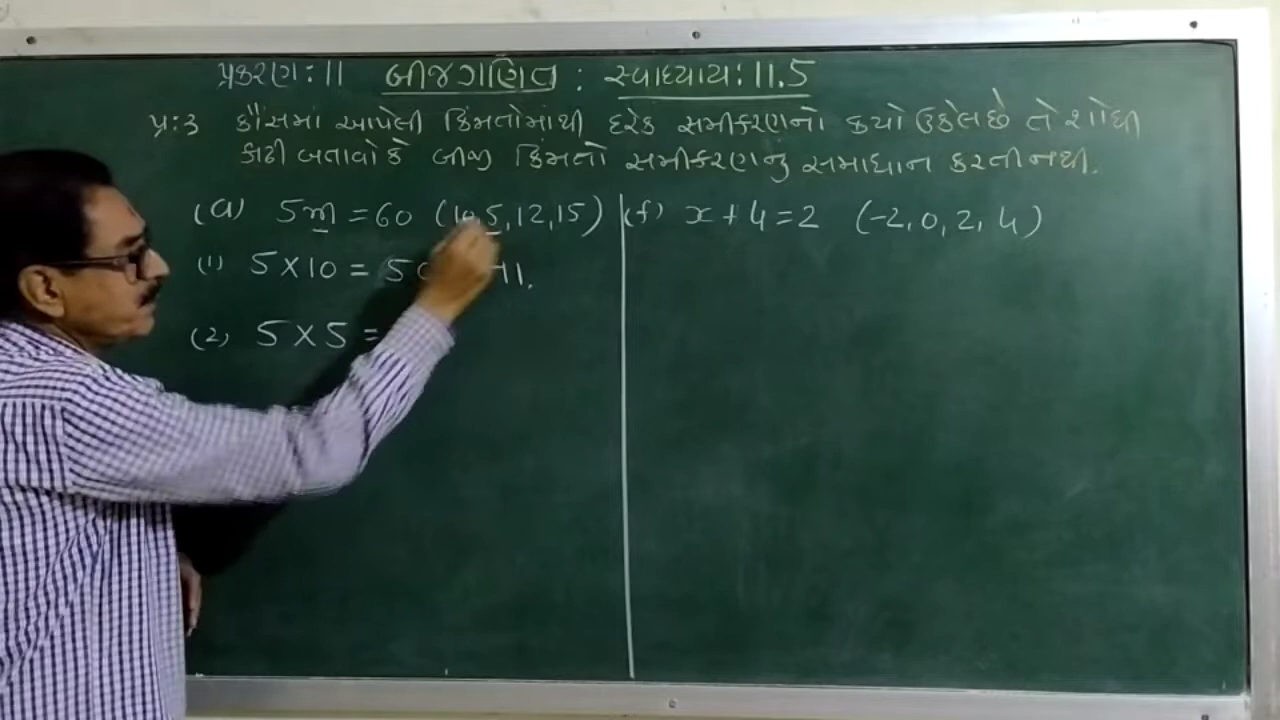 પ્રકરણ: 11 બીજગણિત : સ્વાધ્યાય: 11.5
પ્ર: ૩ કૌંસમાં આપેલી કિંમતોમાંથી દરેક સમીકરણનો કયો ઉકેલ છે તે શોધી
કાઢી બતાવો કે બીજી કિંમતો સમીકરણનું સમાધાન કરતી નથી.
(a) 5m = 60 (10, 5, 12, 15)
(1) 5 × 10 = 50
(2) 5 × 5 =
(f) x + 4 = 2 (-2, 0, 2, 4)